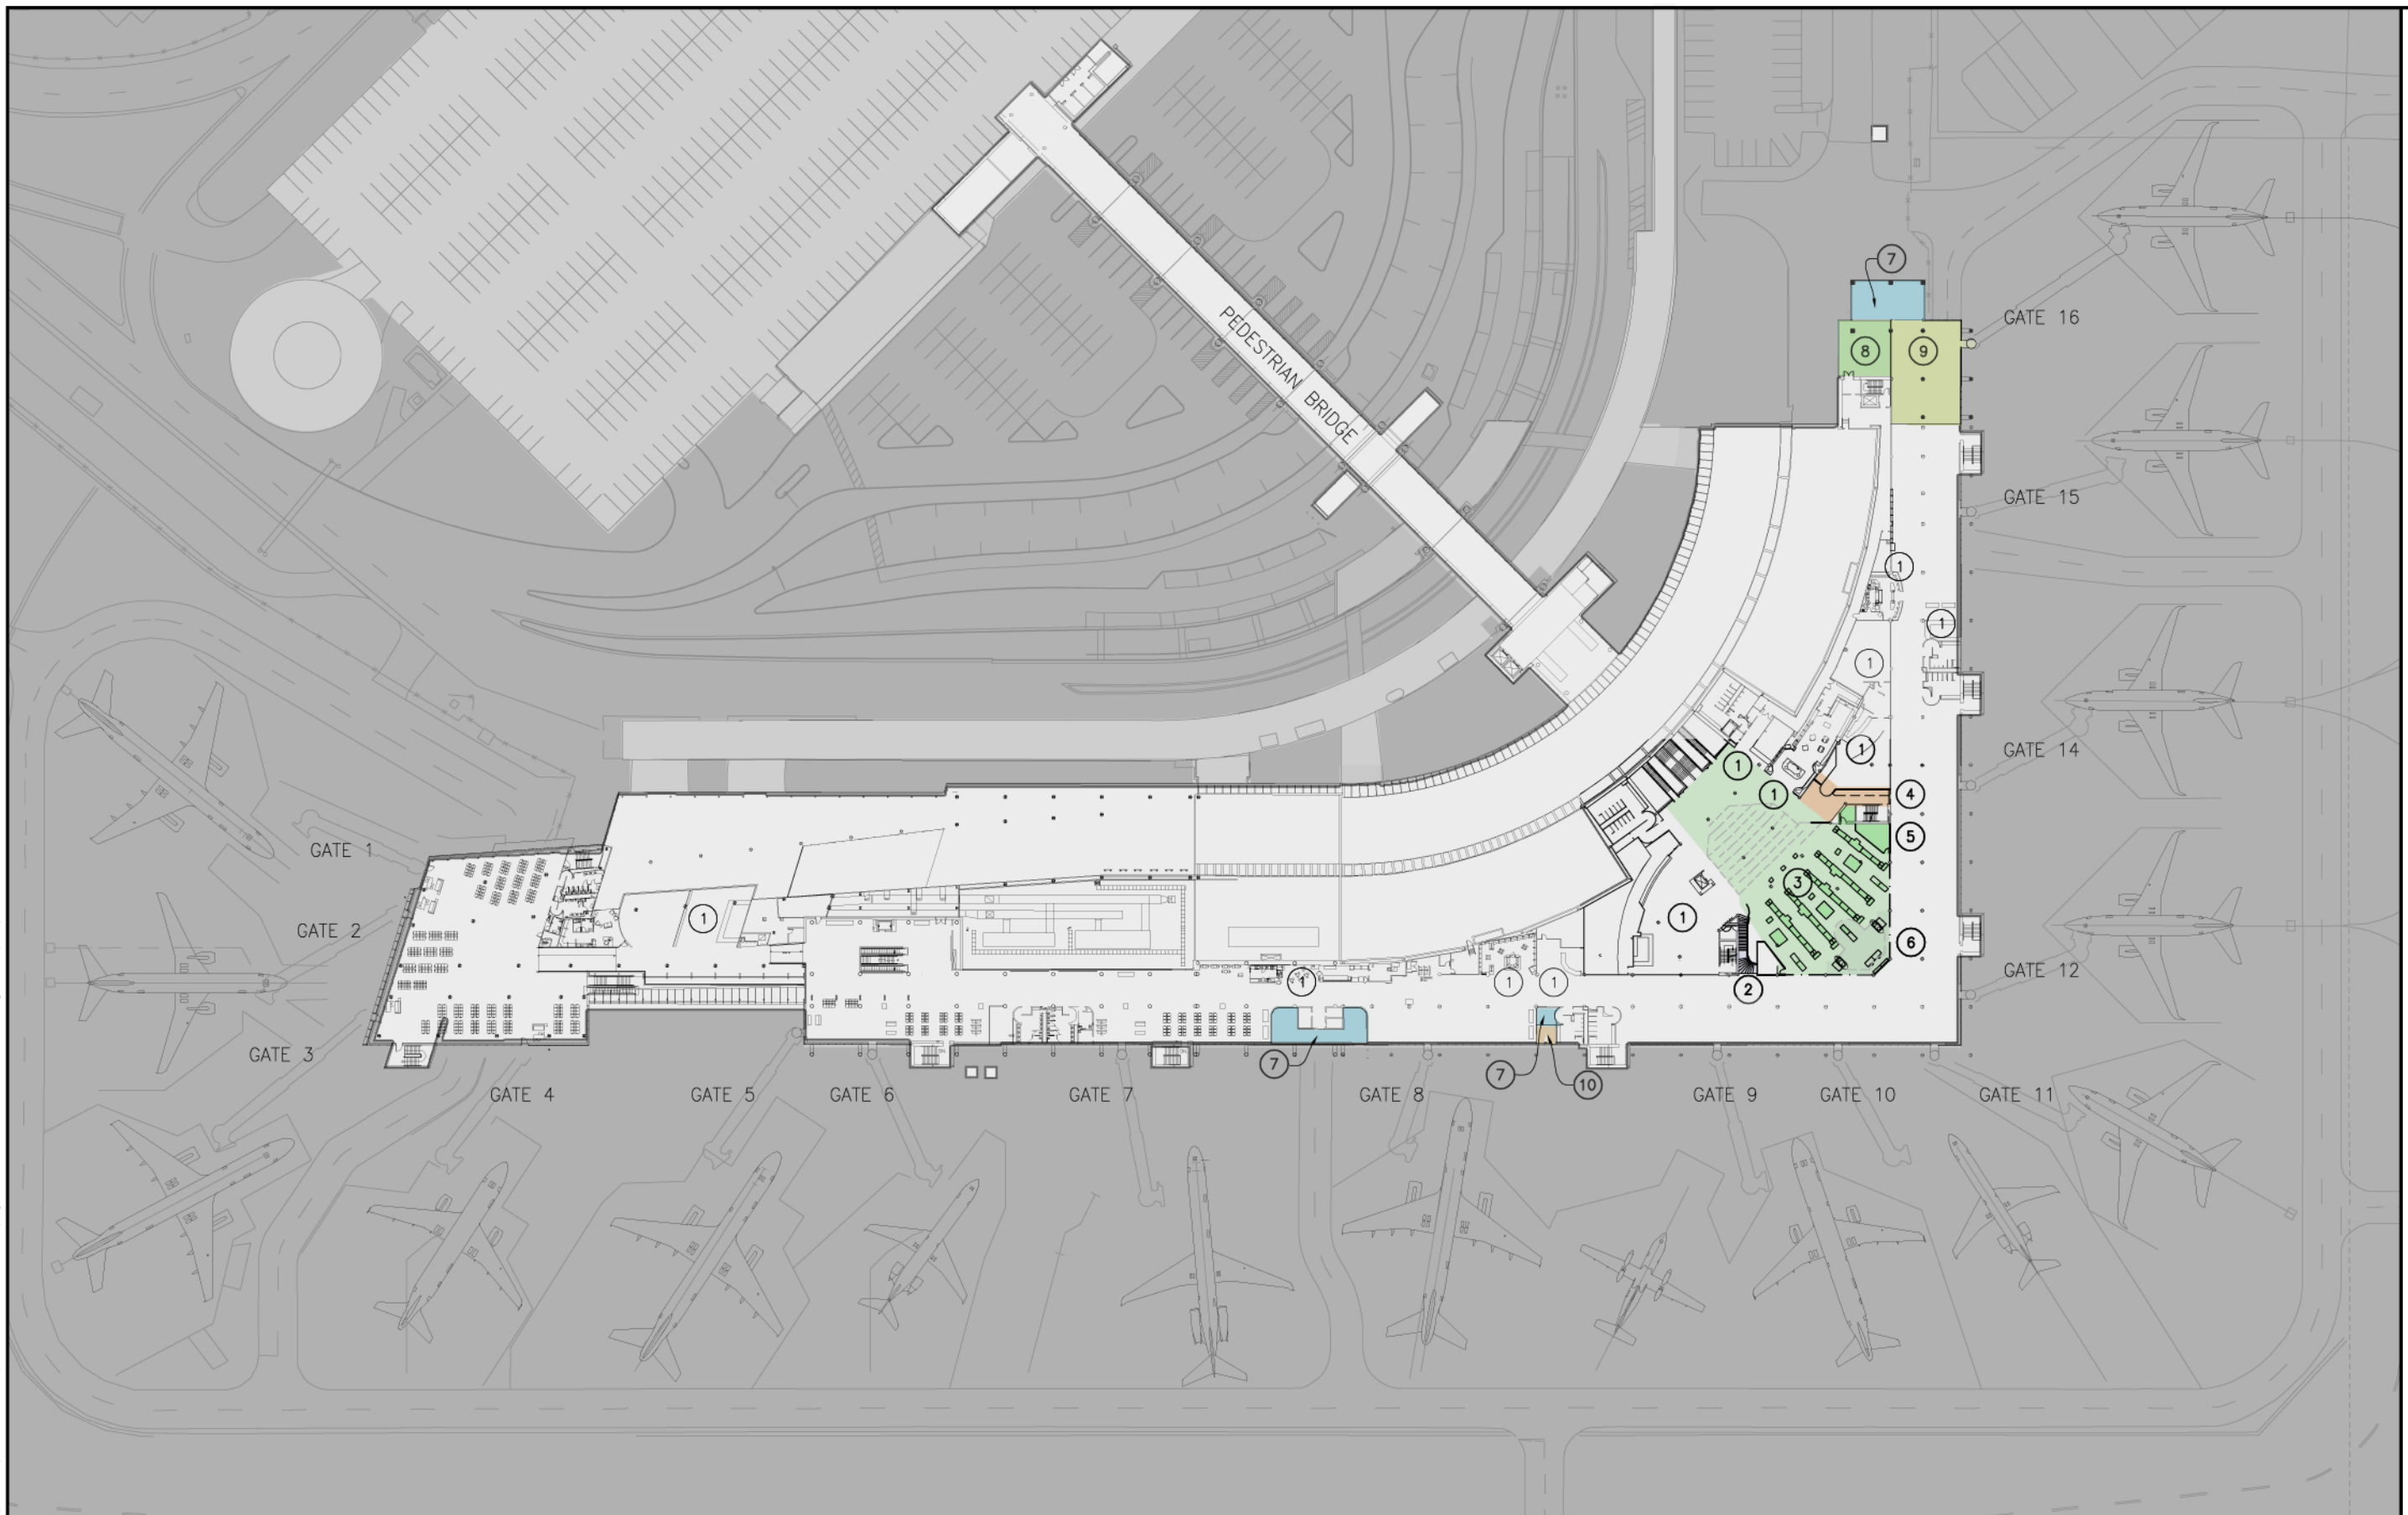 7
GATE 16
PEDESTRIAN BRIDGE
8
9
GATE 15
1
1
1
1
GATE 14
1
1
4
5
GATE 1
3
1
1
GATE 2
6
GATE 12
1
1
1
2
GATE 3
7
7
10
GATE 4
GATE 5
GATE 6
GATE 7
GATE 8
GATE 9
GATE 10
GATE 11